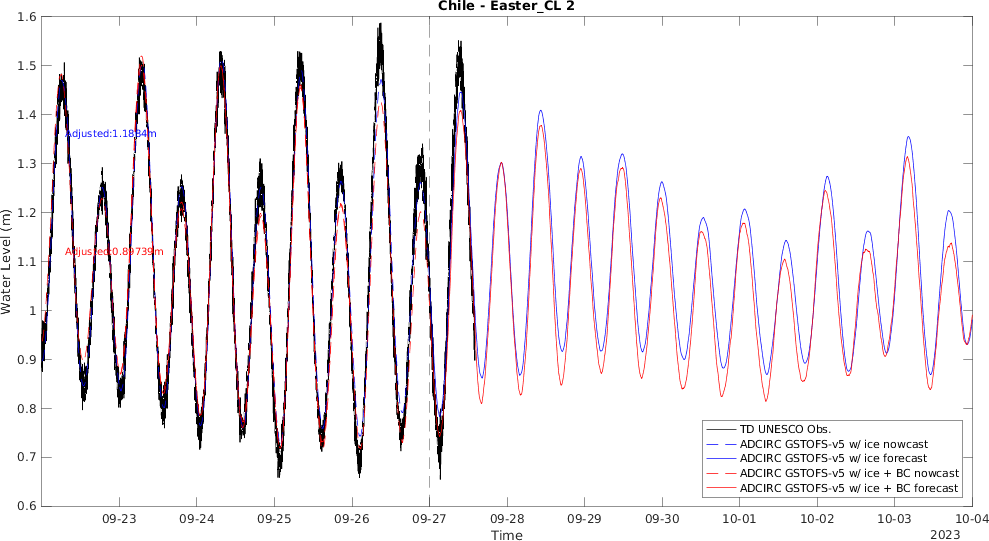 Chile - Easter_CL 2
1.6
1.5
1.4
1.3
1.2
1.1
1
0.9
0.8
0.7
0.6
Water Level (m)
Adjusted:1.1884m
Adjusted:0.89739m
TD UNESCO Obs.
ADCIRC GSTOFS-v5 w/ ice nowcast
ADCIRC GSTOFS-v5 w/ ice forecast
ADCIRC GSTOFS-v5 w/ ice + BC nowcast
ADCIRC GSTOFS-v5 w/ ice + BC forecast
09-23 09-24 09-25 09-26 09-27 09-28 09-29 09-30 10-01 10-02 10-03 10-04
Time
2023